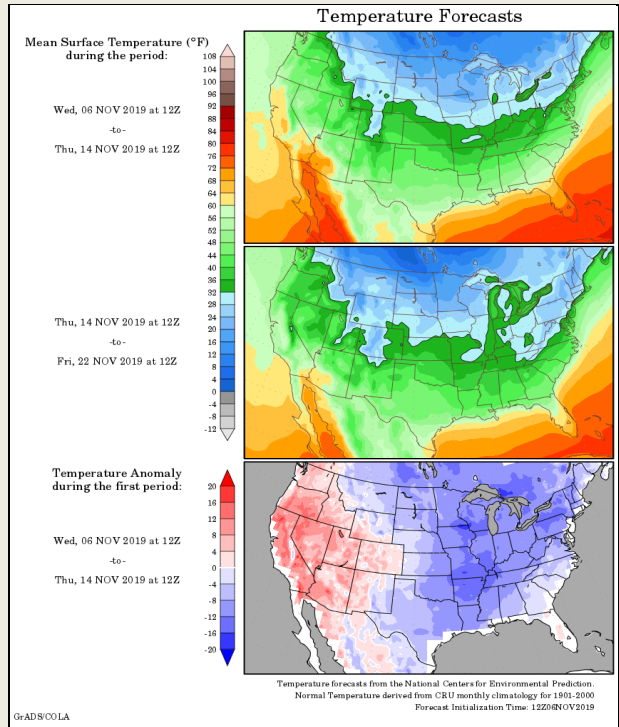 Temperature Forecasts
Mean Surface Temperature (°F)
during the period:
Wed, 06 NOV 2019 at 12Z
-to-
Thu, 14 NOV 2019 at 12Z
108
104
100
96
92
88
84
80
76
72
68
64
60
56
52
48
44
40
36
32
28
24
20
16
12
8
4
0
-4
-8
-12
Thu, 14 NOV 2019 at 12Z
-to-
Fri, 22 NOV 2019 at 12Z
Temperature Anomaly
during the first period:
Wed, 06 NOV 2019 at 12Z
-to-
Thu, 14 NOV 2019 at 12Z
20
16
12
8
4
0
-4
-8
-12
-16
-20
Temperature forecasts from the National Centers for Environmental Prediction.
Normal Temperature derived from CRU monthly climatology for 1901-2000
Forecast Initialization Time: 12Z06NOV2019
GrADS/COLA